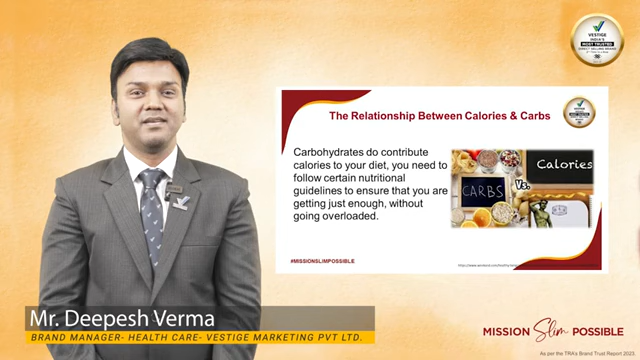 VESTIGE
INDIA'S
MOST TRUSTED
DIRECT SELLING BRAND
The Relationship Between Calories & Carbs
Carbohydrates do contribute
calories to your diet, you need to
follow certain nutritional
guidelines to ensure that you are
getting just enough, without
going overloaded.
CARBS
Vs.
Calories
#MISSIONSLIMPOSSIBLE
Mr. Deepesh Verma
BRAND MANAGER- HEALTH CARE- VESTIGE MARKETING PVT LTD.
MISSION Slim POSSIBLE
As per the TRA's Brand Trust Report 2023.